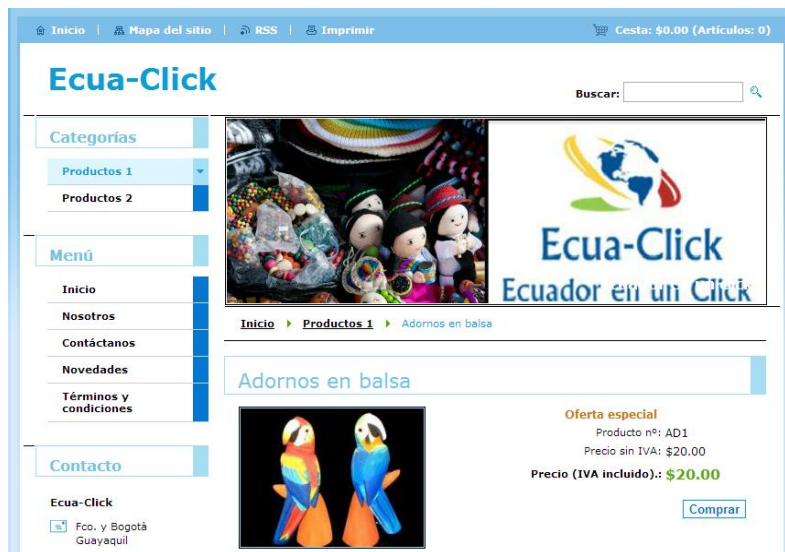 Inicio | Mapa del sitio | RSS | Imprimir
Cesta: $0.00 (Artículos: 0)
Ecua-Click
Buscar:
Categorías
Productos 1
Productos 2
Menú
Inicio
Nosotros
Contáctanos
Novedades
Términos y
condiciones
Contacto
Ecua-Click
Fco. y Bogotà
Guayaquil
Ecua-Click
Ecuador en un Click
Inicio Productos 1 Adornos en balsa
Adornos en balsa
Oferta especial
Producto nº: AD1
Precio sin IVA: $20.00
Precio (IVA incluido).: $20.00
Comprar